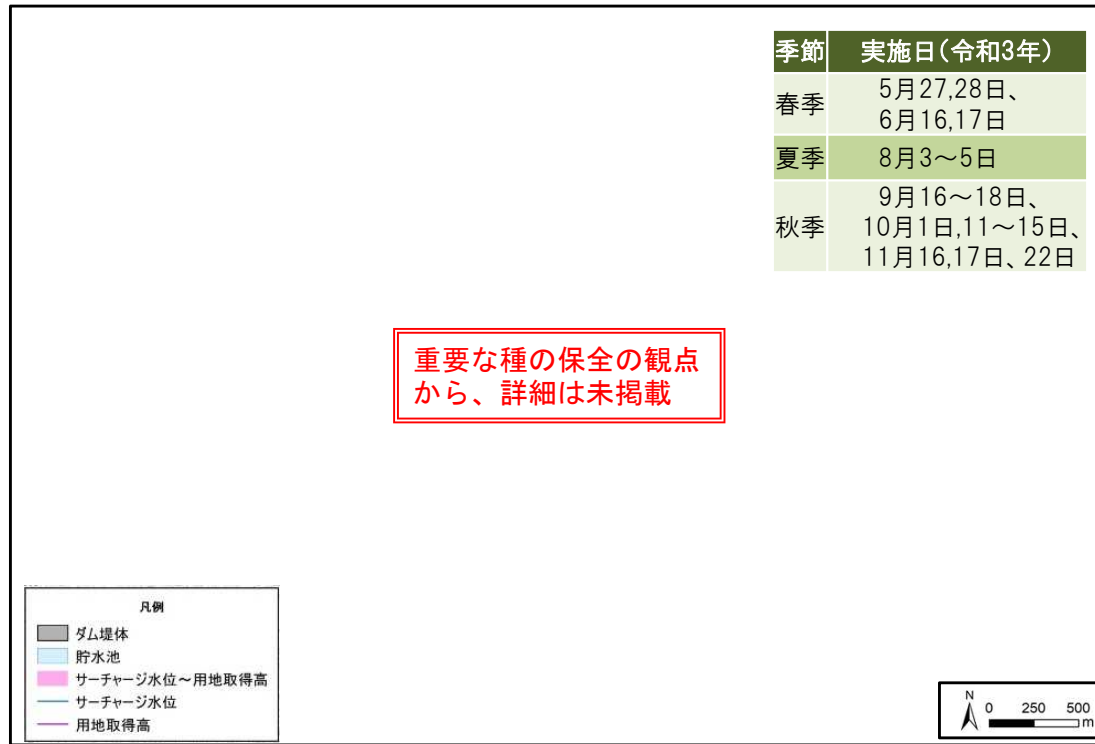 季節 実施日(令和3年)
春季 5月27,28日、
6月16,17日
夏季 8月3～5日
秋季 9月16～18日、
10月1日,11～15日、
11月16,17日、22日
重要な種の保全の観点
から、詳細は未掲載
凡例
ダム堤体
貯水池
サーチャージ水位～用地取得高
サーチャージ水位
用地取得高
N
0 250 500
m